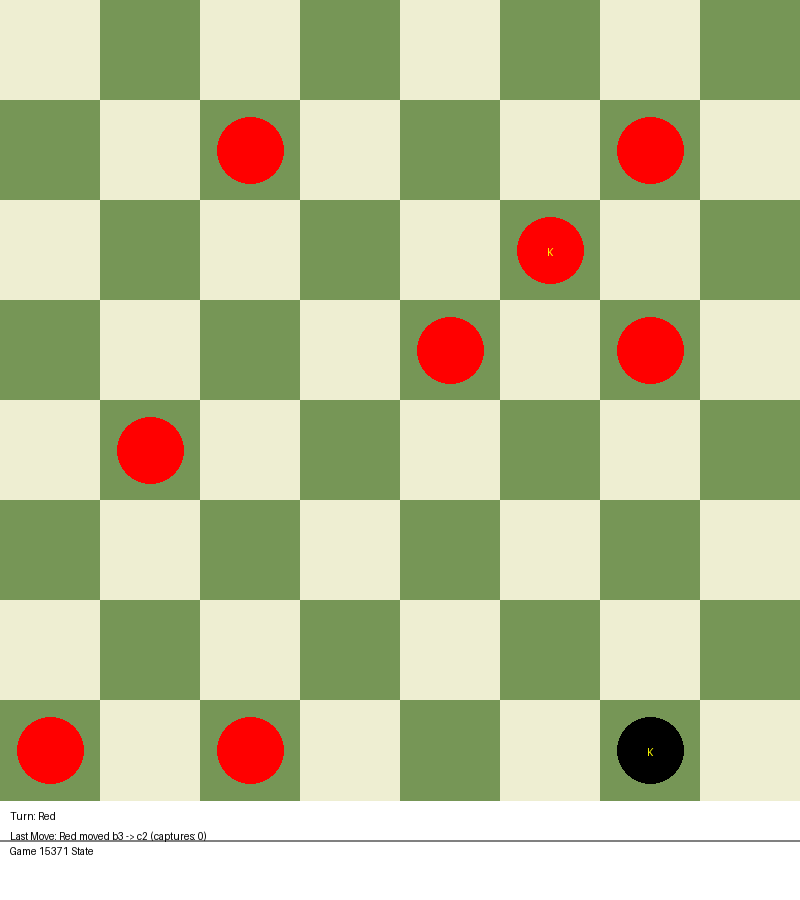 K
K
Turn: Red
Last Move: Red moved b3 -> c2 (captures: 0)
Game 15371 State